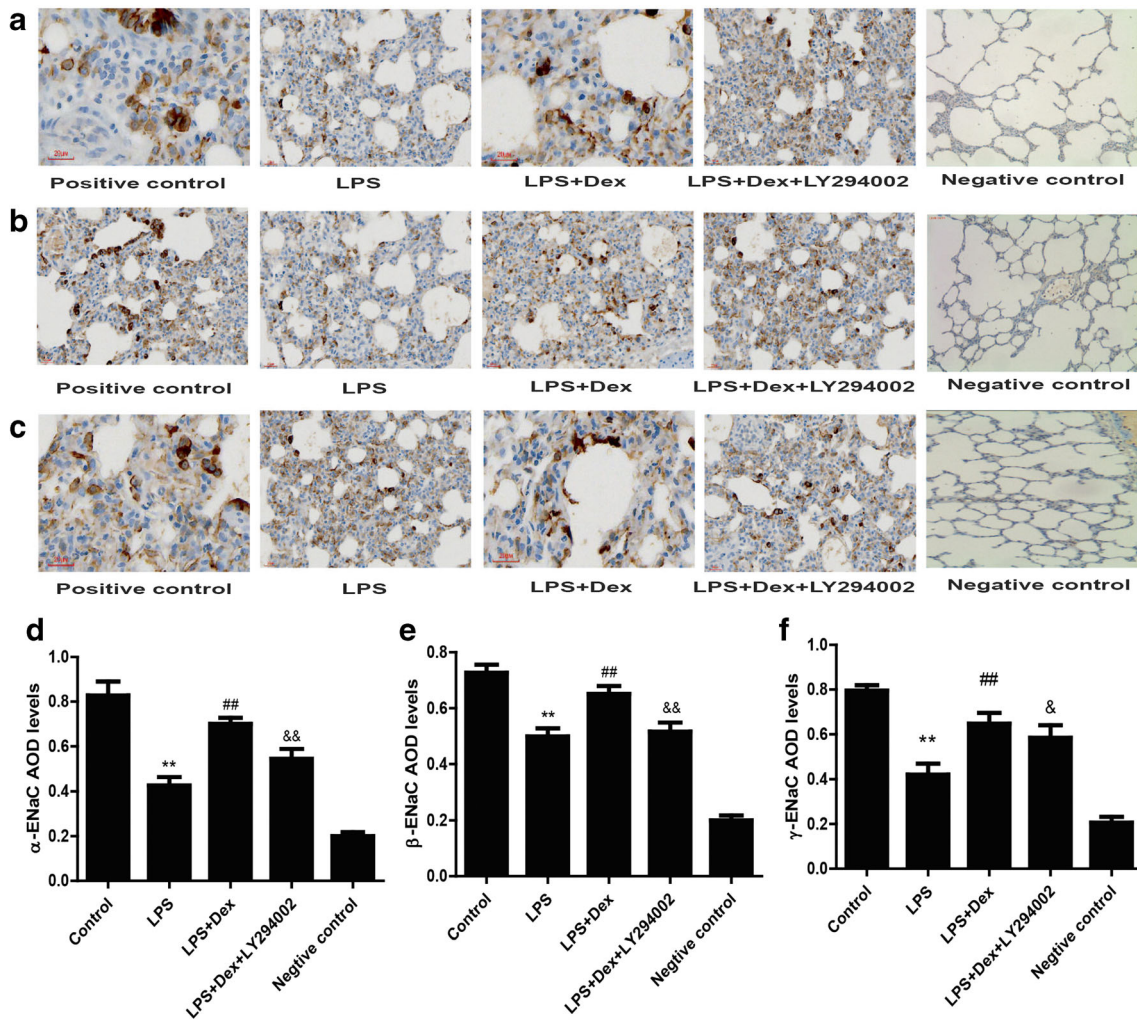 a
20μm
20μm
Positive control LPS LPS+Dex LPS+Dex+LY294002 Negative control
b
Positive control LPS LPS+Dex LPS+Dex+LY294002 Negative control
c
Positive control LPS LPS+Dex LPS+Dex+LY294002 Negative control
d
α-ENaC AOD levels
1.0
0.8
0.6
0.4
0.2
0.0
** ## &&
Control LPS LPS+Dex LPS+Dex+LY294002 Negtive control
e
β-ENaC AOD levels
0.8
0.6
0.4
0.2
0.0
** ## &&
Control LPS LPS+Dex LPS+Dex+LY294002 Negtive control
f
γ-ENaC AOD levels
1.0
0.8
0.6
0.4
0.2
0.0
** ## &
Control LPS LPS+Dex LPS+Dex+LY294002 Negtive control